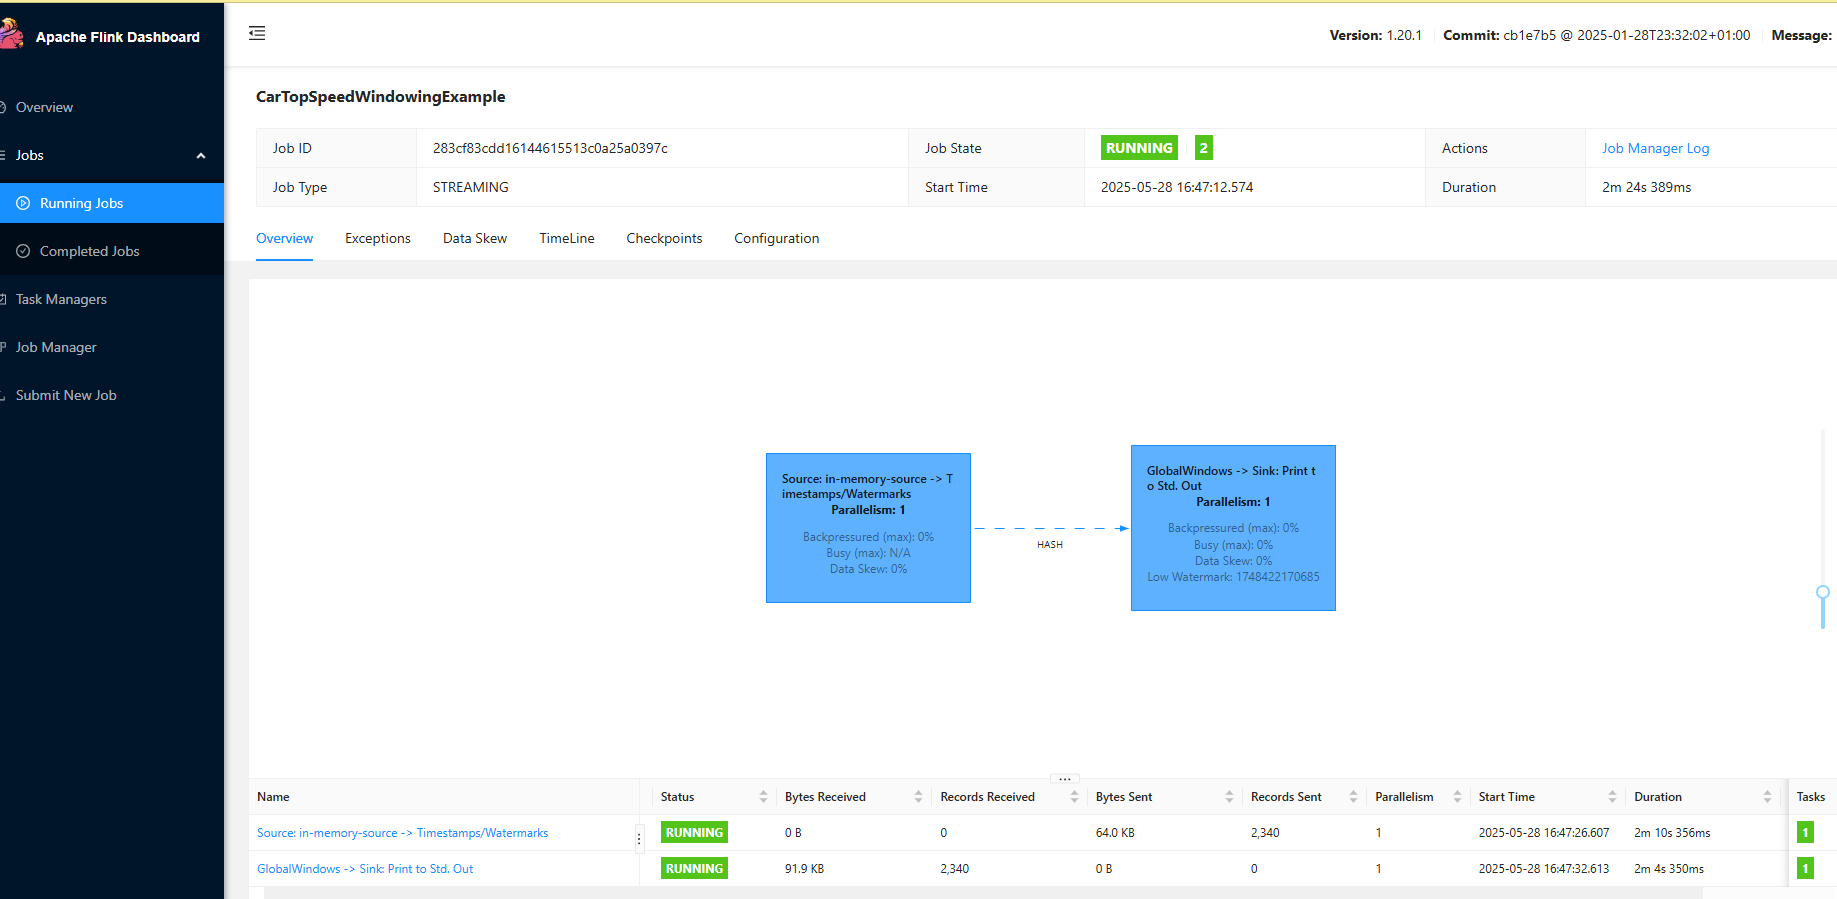 Apache Flink Dashboard
Version: 1.20.1 Commit: cb1e7b5 @ 2025-01-28T23:32:02+01:00 Message:
Overview
Jobs
Running Jobs
Completed Jobs
Task Managers
Job Manager
Submit New Job
CarTopSpeedWindowingExample
Job ID 283cf83cdd16144615513c0a25a0397c Job State RUNNING 2 Actions Job Manager Log
Job Type STREAMING Start Time 2025-05-28 16:47:12.574 Duration 2m 24s 389ms
Overview Exceptions Data Skew TimeLine Checkpoints Configuration
Source: in-memory-source -> T
imestamps/Watermarks
Parallelism: 1
Backpressured (max): 0%
Busy (max): N/A
Data Skew: 0%
HASH
GlobalWindows -> Sink: Print t
o Std. Out
Parallelism: 1
Backpressured (max): 0%
Busy (max): 0%
Data Skew: 0%
Low Watermark: 1748422170685
Name Status Bytes Received Records Received Bytes Sent Records Sent Parallelism Start Time Duration Tasks
Source: in-memory-source -> Timestamps/Watermarks RUNNING 0 B 0 64.0 KB 2,340 1 2025-05-28 16:47:26.607 2m 10s 356ms 1
GlobalWindows -> Sink: Print to Std. Out RUNNING 91.9 KB 2,340 0 B 0 1 2025-05-28 16:47:32.613 2m 4s 350ms 1